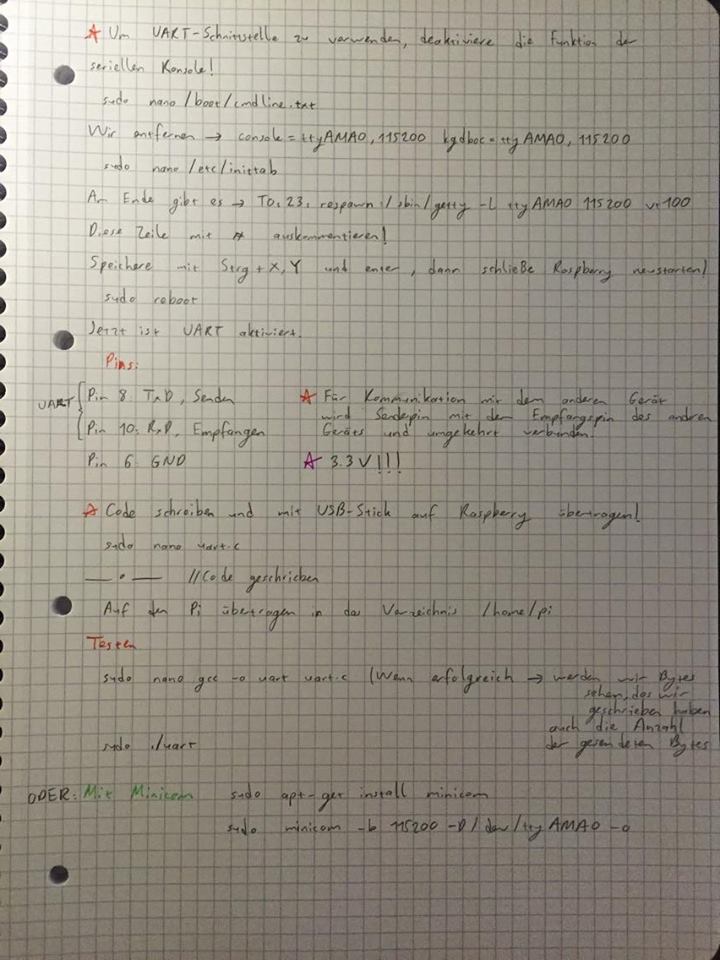 * Um UART-Schnittstelle zu verwenden, deaktiviere die Funktion der
seriellen Konsole!
sudo nano /boot/cmdline.txt
Wir entfernen → console=ttyAMA0,115200 kgdboc=ttyAMA0,115200
sudo nano /etc/inittab
Am Ende gibt es → T0:23: respawn:/sbin/getty -L ttyAMA0 115200 vt100
Diese Zeile mit # auskommentieren!
Speichere mit Strg+X,Y und enter, dann schließe Raspberry neustarten!
sudo reboot
Jetzt ist UART aktiviert.
Pins:
UART
Pin 8: TxD, Senden
Pin 10: RxD, Empfangen
Pin 6: GND
* Für Kommunikation mit dem anderen Gerät
wird Senderpin mit dem Empfangspin des andren
Geräts und umgekehrt verbinden.
* 3.3V!!!
* Code schreiben und mit USB-Stick auf Raspberry übertragen!
sudo nano uart.c
—— • —— //Code geschrieben
Auf den Pi übertragen in das Verzeichnis /home/pi
Testen
sudo nano gcc -o uart uart.c (Wenn erfolgreich → werden wir Bytes
sehen, das wir
geschrieben haben
auch die Anzahl
der gesendeten Bytes
sudo ./uart
ODER: Mit Minicom sudo apt-get install minicom
sudo minicom -b 115200 -D /dev/ttyAMA0 -o